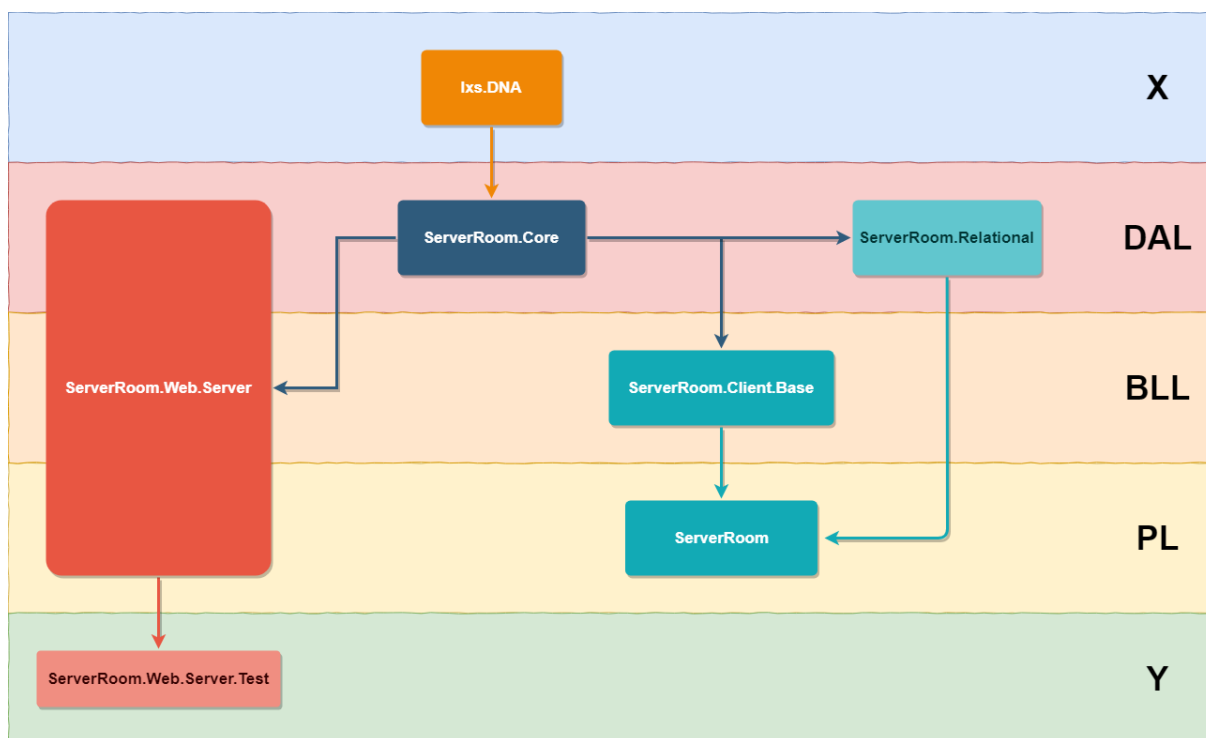 Ixs.DNA
X
ServerRoom.Core
ServerRoom.Relational
DAL
ServerRoom.Web.Server
ServerRoom.Client.Base
BLL
ServerRoom
PL
ServerRoom.Web.Server.Test
Y